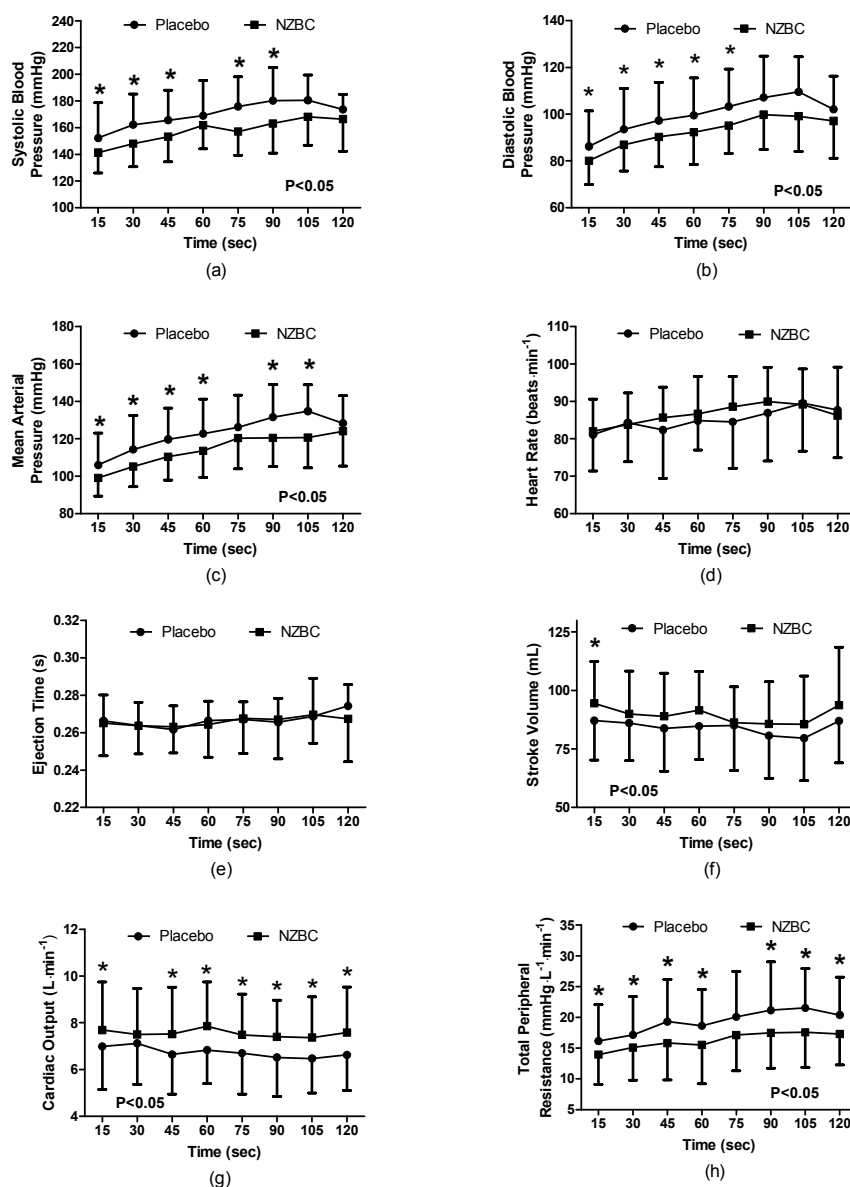 Placebo NZBC
Systolic Blood
Pressure (mmHg)
240
220
200
180
160
140
120
100
* * * * *
P<0.05
15 30 45 60 75 90 105 120
Time (sec)
(a)
Placebo NZBC
Diastolic Blood
Pressure (mmHg)
140
120
100
80
60
* * * * *
P<0.05
15 30 45 60 75 90 105 120
Time (sec)
(b)
Placebo NZBC
Mean Arterial
Pressure (mmHg)
180
160
140
120
100
80
* * * * * *
P<0.05
15 30 45 60 75 90 105 120
Time (sec)
(c)
Placebo NZBC
Heart Rate (beats·min⁻¹)
110
100
90
80
70
60
15 30 45 60 75 90 105 120
Time (sec)
(d)
Placebo NZBC
Ejection Time (s)
0.32
0.30
0.28
0.26
0.24
0.22
15 30 45 60 75 90 105 120
Time (sec)
(e)
Placebo NZBC
Stroke Volume (mL)
125
100
75
50
*
P<0.05
15 30 45 60 75 90 105 120
Time (sec)
(f)
Placebo NZBC
Cardiac Output (L·min⁻¹)
12
10
8
6
4
* * * * * * *
P<0.05
15 30 45 60 75 90 105 120
Time (sec)
(g)
Placebo NZBC
Total Peripheral
Resistance (mmHg·L⁻¹·min⁻¹)
35
30
25
20
15
10
5
* * * * * * *
P<0.05
15 30 45 60 75 90 105 120
Time (sec)
(h)